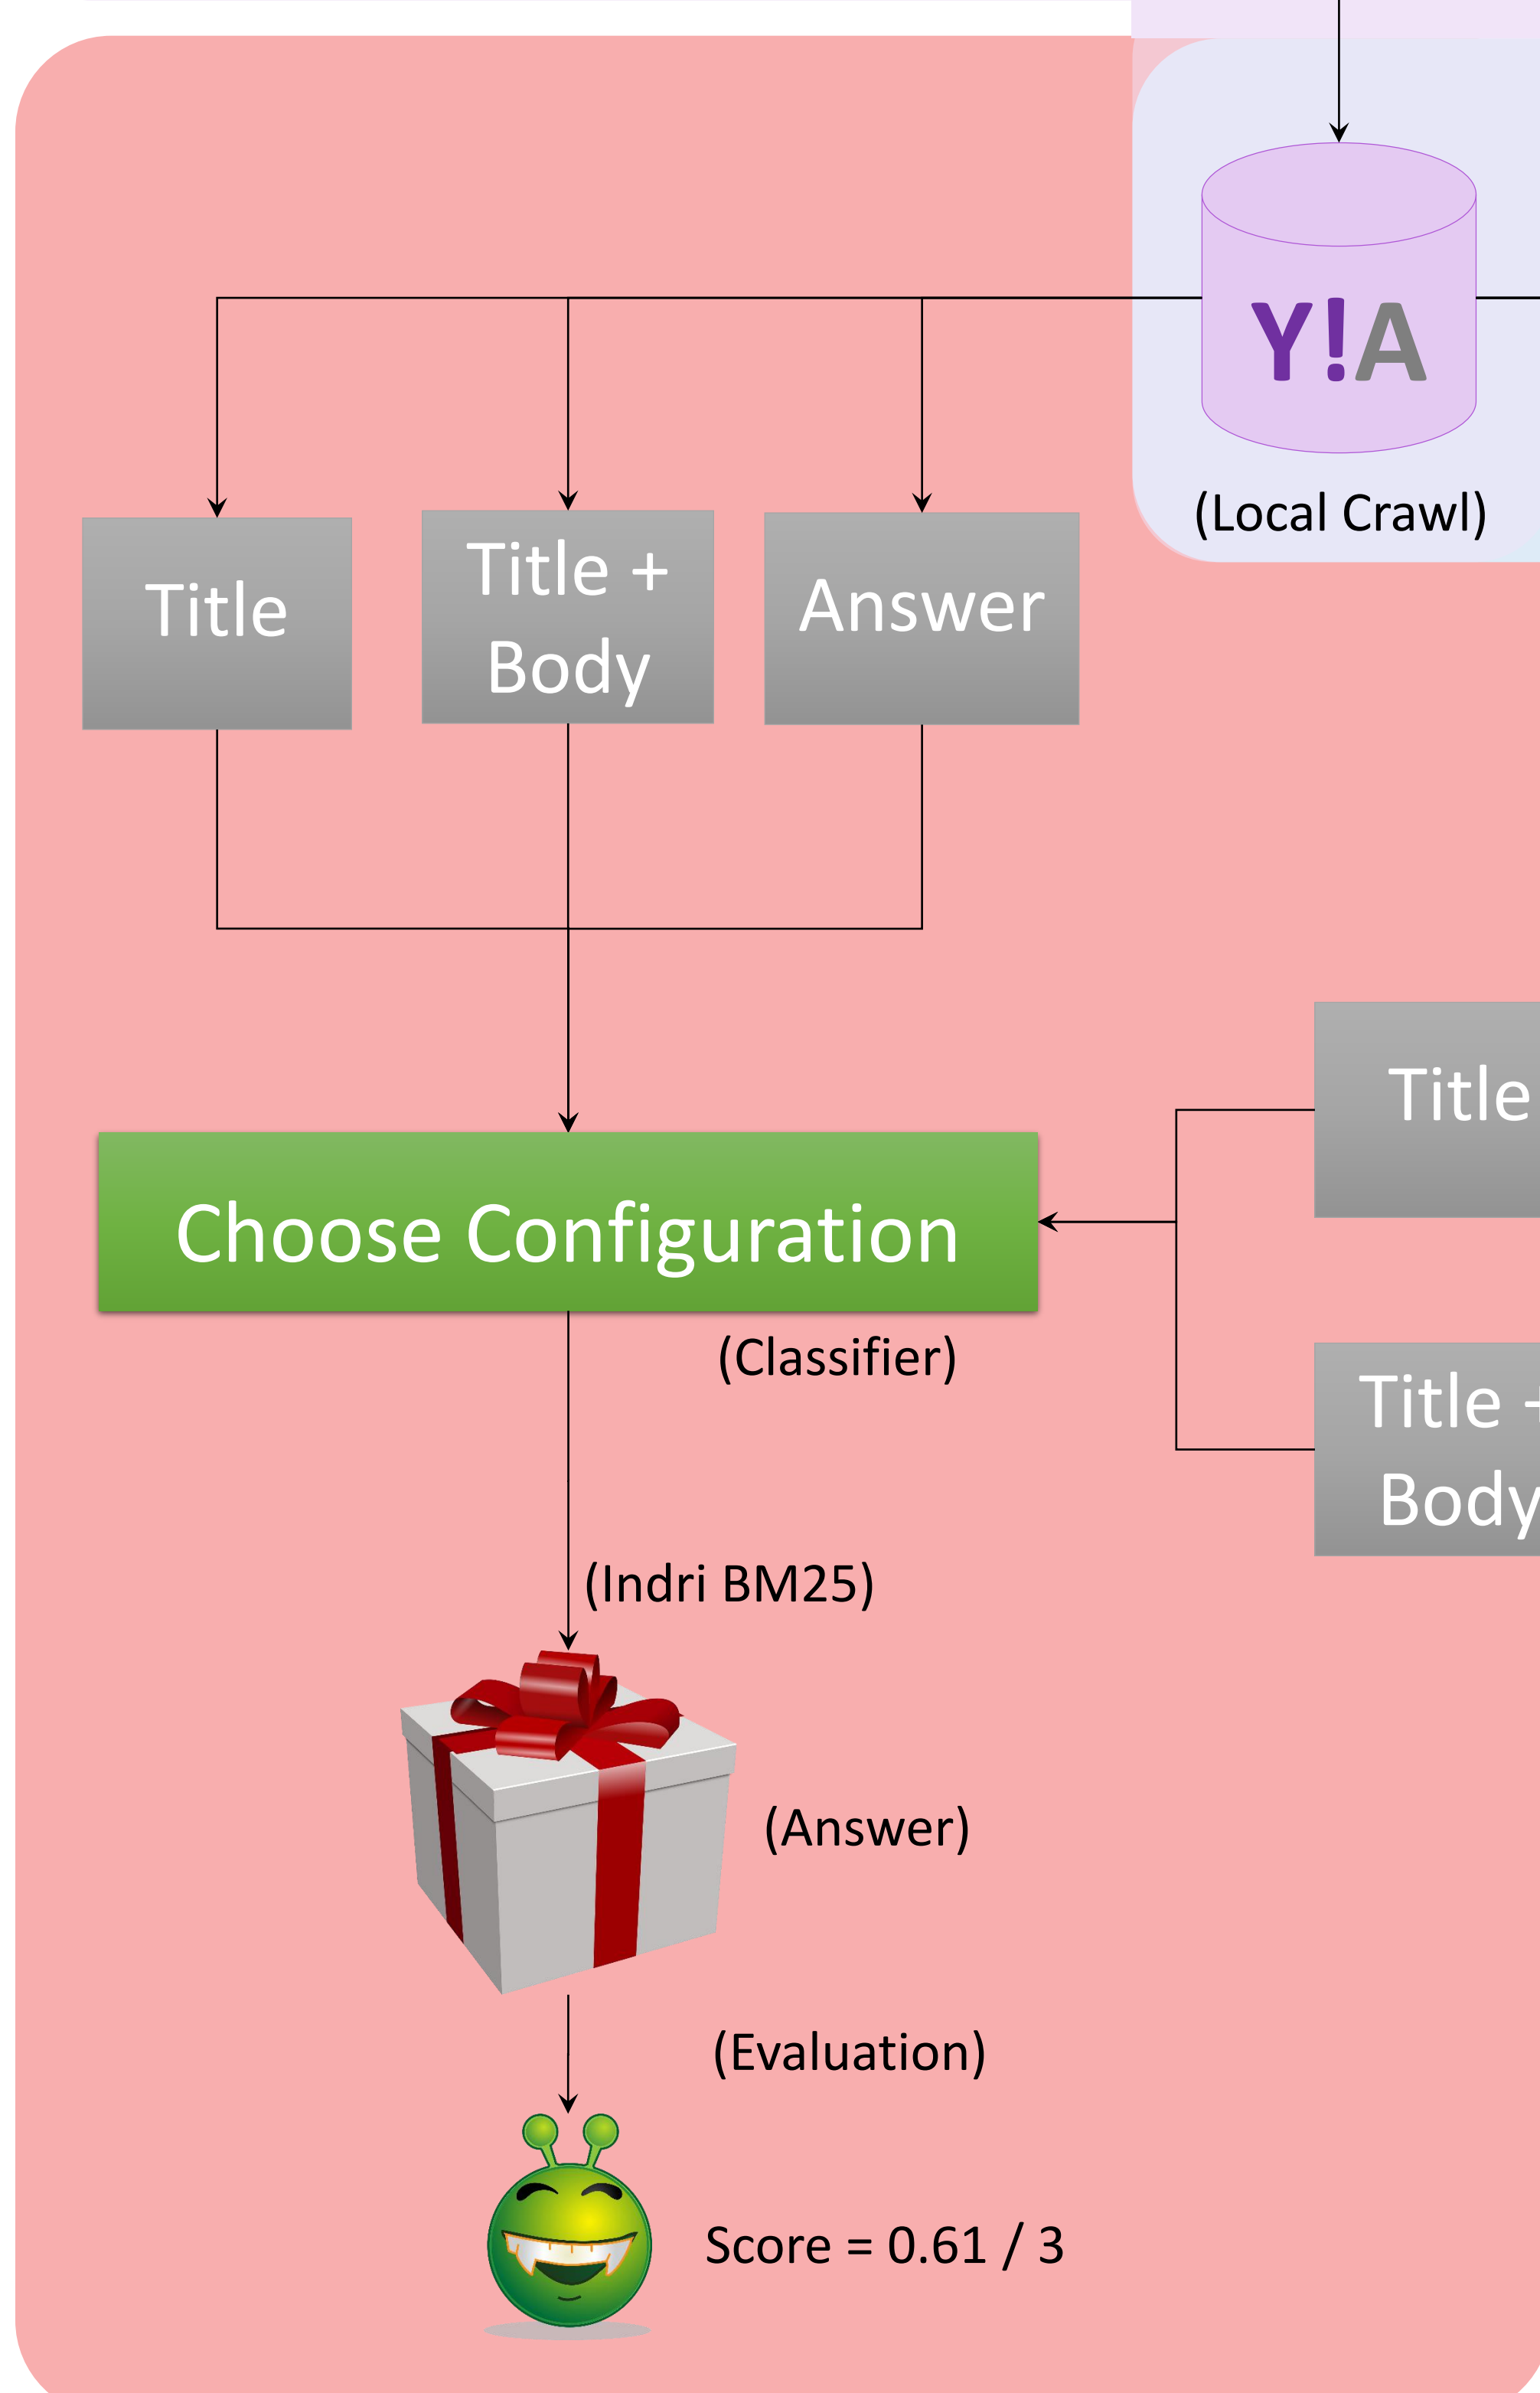 Y!A
(Local Crawl)
Title
Title +
Body
Answer
Title
Choose Configuration
(Classifier)
Title +
Body
(Indri BM25)
(Answer)
(Evaluation)
Score = 0.61 / 3